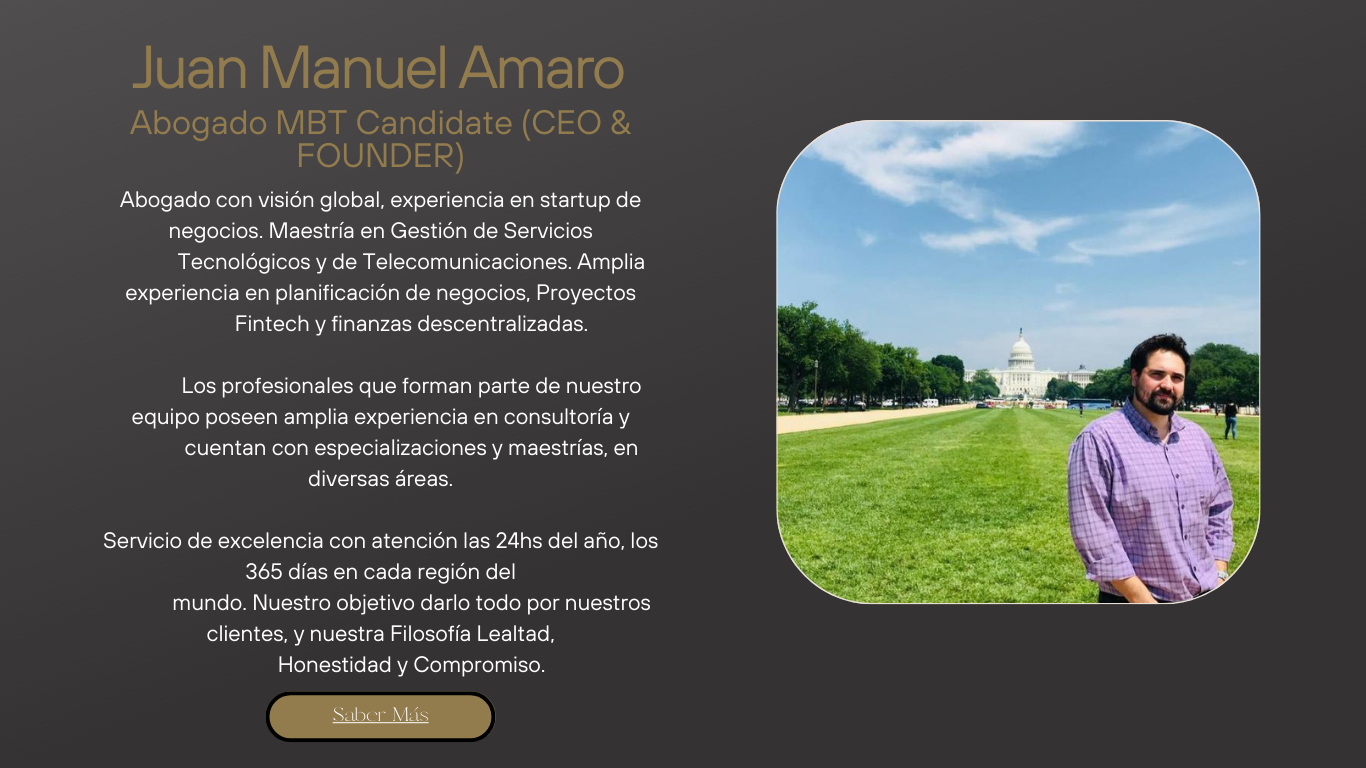 Juan Manuel Amaro
Abogado MBT Candidate (CEO &
FOUNDER)
Abogado con visión global, experiencia en startup de
negocios. Maestría en Gestión de Servicios
Tecnológicos y de Telecomunicaciones. Amplia
experiencia en planificación de negocios, Proyectos
Fintech y finanzas descentralizadas.
Los profesionales que forman parte de nuestro
equipo poseen amplia experiencia en consultoría y
cuentan con especializaciones y maestrías, en
diversas áreas.
Servicio de excelencia con atención las 24hs del año, los
365 días en cada región del
mundo. Nuestro objetivo darlo todo por nuestros
clientes, y nuestra Filosofía Lealtad,
Honestidad y Compromiso.
Saber Más